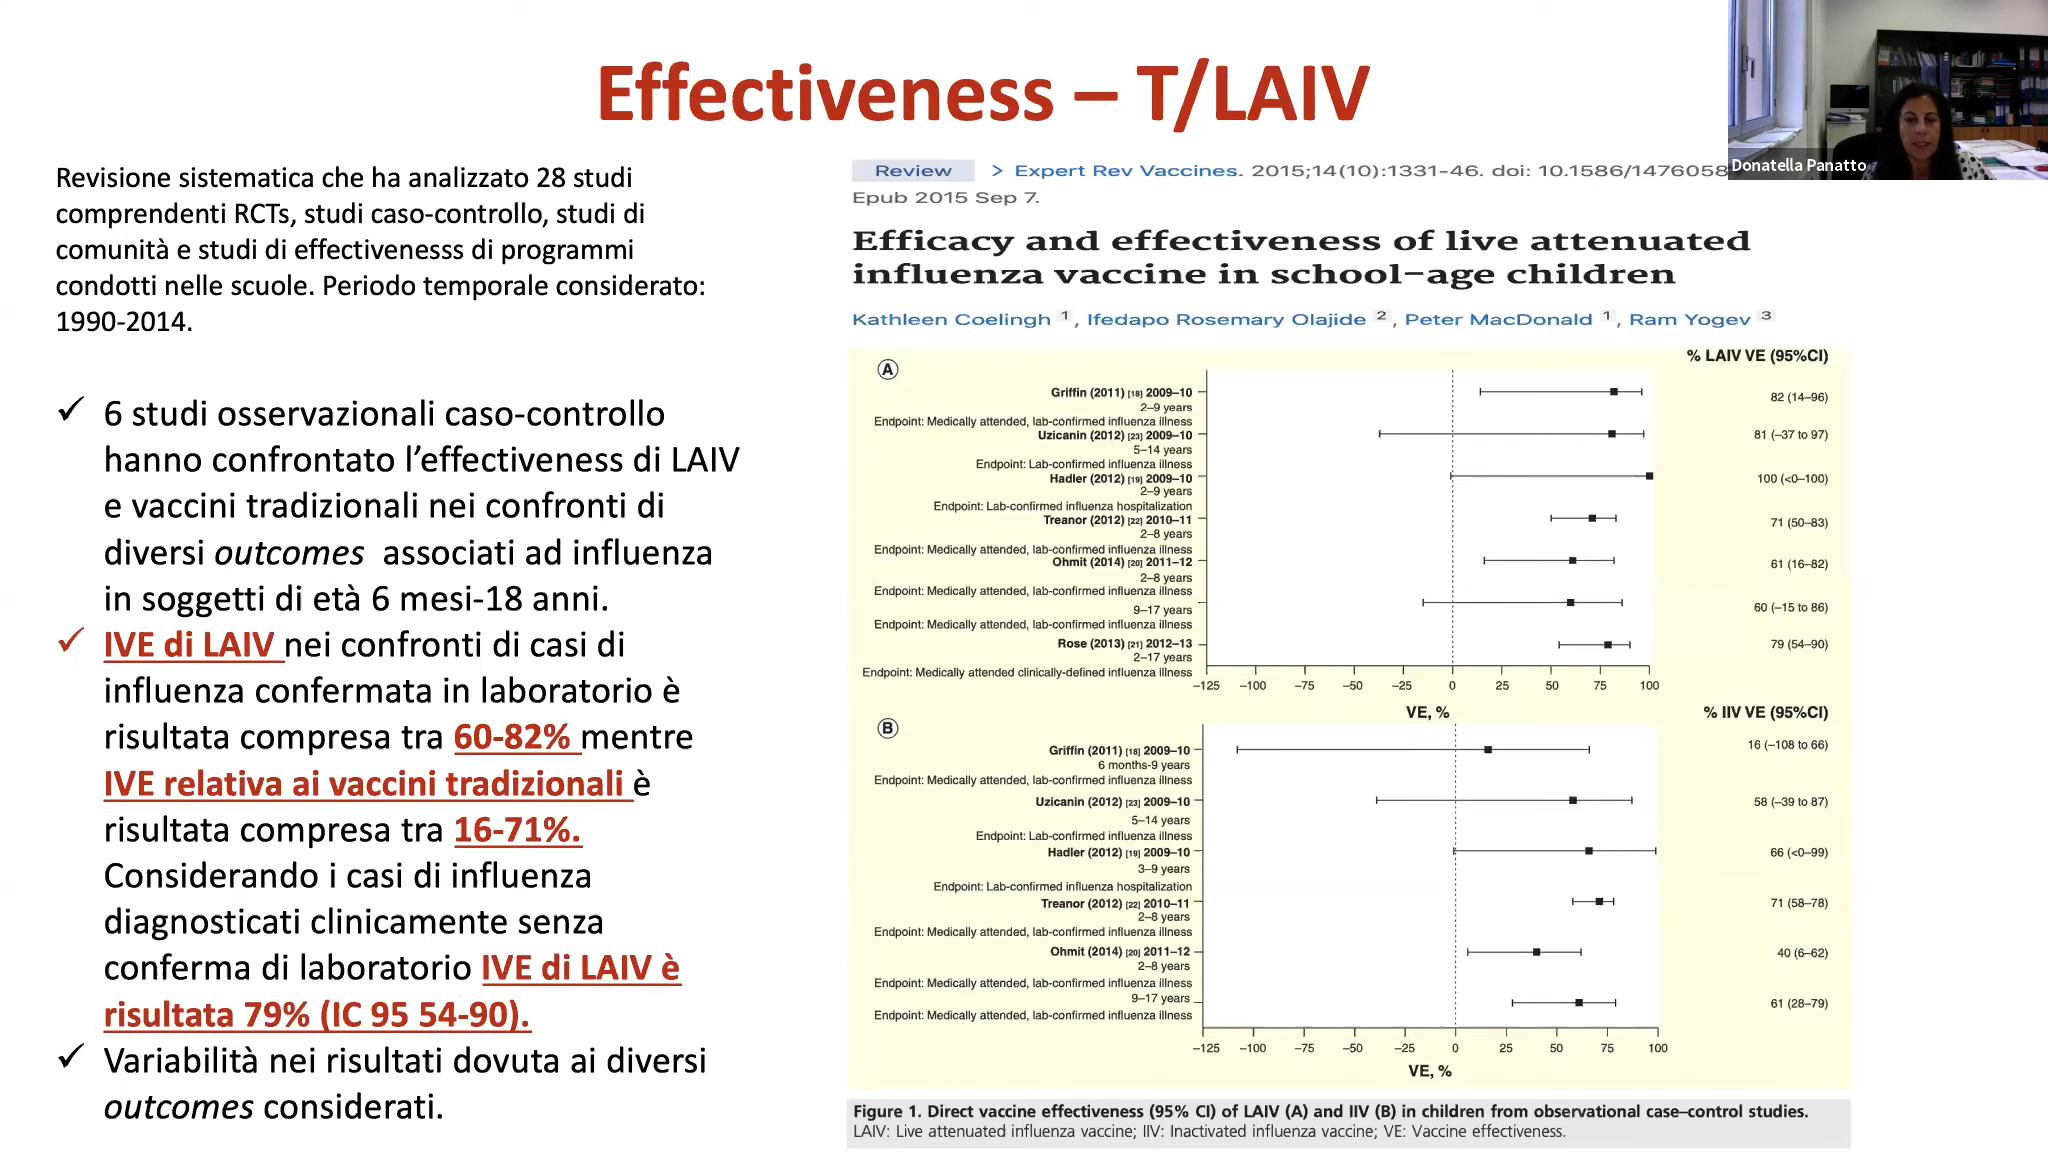 Effectiveness – T/LAIV
Donatella Panatto
Revisione sistematica che ha analizzato 28 studi
comprendenti RCTs, studi caso-controllo, studi di
comunità e studi di effectivenesss di programmi
condotti nelle scuole. Periodo temporale considerato:
1990-2014.
✓ 6 studi osservazionali caso-controllo
hanno confrontato l'effectiveness di LAIV
e vaccini tradizionali nei confronti di
diversi outcomes associati ad influenza
in soggetti di età 6 mesi-18 anni.
✓ IVE di LAIV nei confronti di casi di
influenza confermata in laboratorio è
risultata compresa tra 60-82% mentre
IVE relativa ai vaccini tradizionali è
risultata compresa tra 16-71%.
Considerando i casi di influenza
diagnosticati clinicamente senza
conferma di laboratorio IVE di LAIV è
risultata 79% (IC 95 54-90).
✓ Variabilità nei risultati dovuta ai diversi
outcomes considerati.
Review > Expert Rev Vaccines. 2015;14(10):1331-46. doi: 10.1586/1476058
Epub 2015 Sep 7.
Efficacy and effectiveness of live attenuated
influenza vaccine in school-age children
Kathleen Coelingh 1, Ifedapo Rosemary Olajide 2, Peter MacDonald 1, Ram Yogev 3
% LAIV VE (95%CI)
A
Griffin (2011) [18] 2009–10 82 (14–96)
2–9 years
Endpoint: Medically attended, lab-confirmed influenza illness
Uzicanin (2012) [23] 2009–10 81 (–37 to 97)
5–14 years
Endpoint: Lab-confirmed influenza illness
Hadler (2012) [19] 2009–10 100 (<0–100)
2–9 years
Endpoint: Lab-confirmed influenza hospitalization
Treanor (2012) [22] 2010–11 71 (50–83)
2–8 years
Endpoint: Medically attended, lab-confirmed influenza illness
Ohmit (2014) [20] 2011–12 61 (16–82)
2–8 years
Endpoint: Medically attended, lab-confirmed influenza illness
9–17 years 60 (–15 to 86)
Endpoint: Medically attended, lab-confirmed influenza illness
Rose (2013) [21] 2012–13 79 (54–90)
2–17 years
Endpoint: Medically attended clinically-defined influenza illness
–125 –100 –75 –50 –25 0 25 50 75 100
VE, %
% IIV VE (95%CI)
B
Griffin (2011) [18] 2009–10 16 (–108 to 66)
6 months-9 years
Endpoint: Medically attended, lab-confirmed influenza illness
Uzicanin (2012) [23] 2009–10 58 (–39 to 87)
5–14 years
Endpoint: Lab-confirmed influenza illness
Hadler (2012) [19] 2009–10 66 (<0–99)
3–9 years
Endpoint: Lab-confirmed influenza hospitalization
Treanor (2012) [22] 2010–11 71 (58–78)
2–8 years
Endpoint: Medically attended, lab-confirmed influenza illness
Ohmit (2014) [20] 2011–12 40 (6–62)
2–8 years
Endpoint: Medically attended, lab-confirmed influenza illness
9–17 years 61 (28–79)
Endpoint: Medically attended, lab-confirmed influenza illness
–125 –100 –75 –50 –25 0 25 50 75 100
VE, %
Figure 1. Direct vaccine effectiveness (95% CI) of LAIV (A) and IIV (B) in children from observational case–control studies.
LAIV: Live attenuated influenza vaccine; IIV: Inactivated influenza vaccine; VE: Vaccine effectiveness.